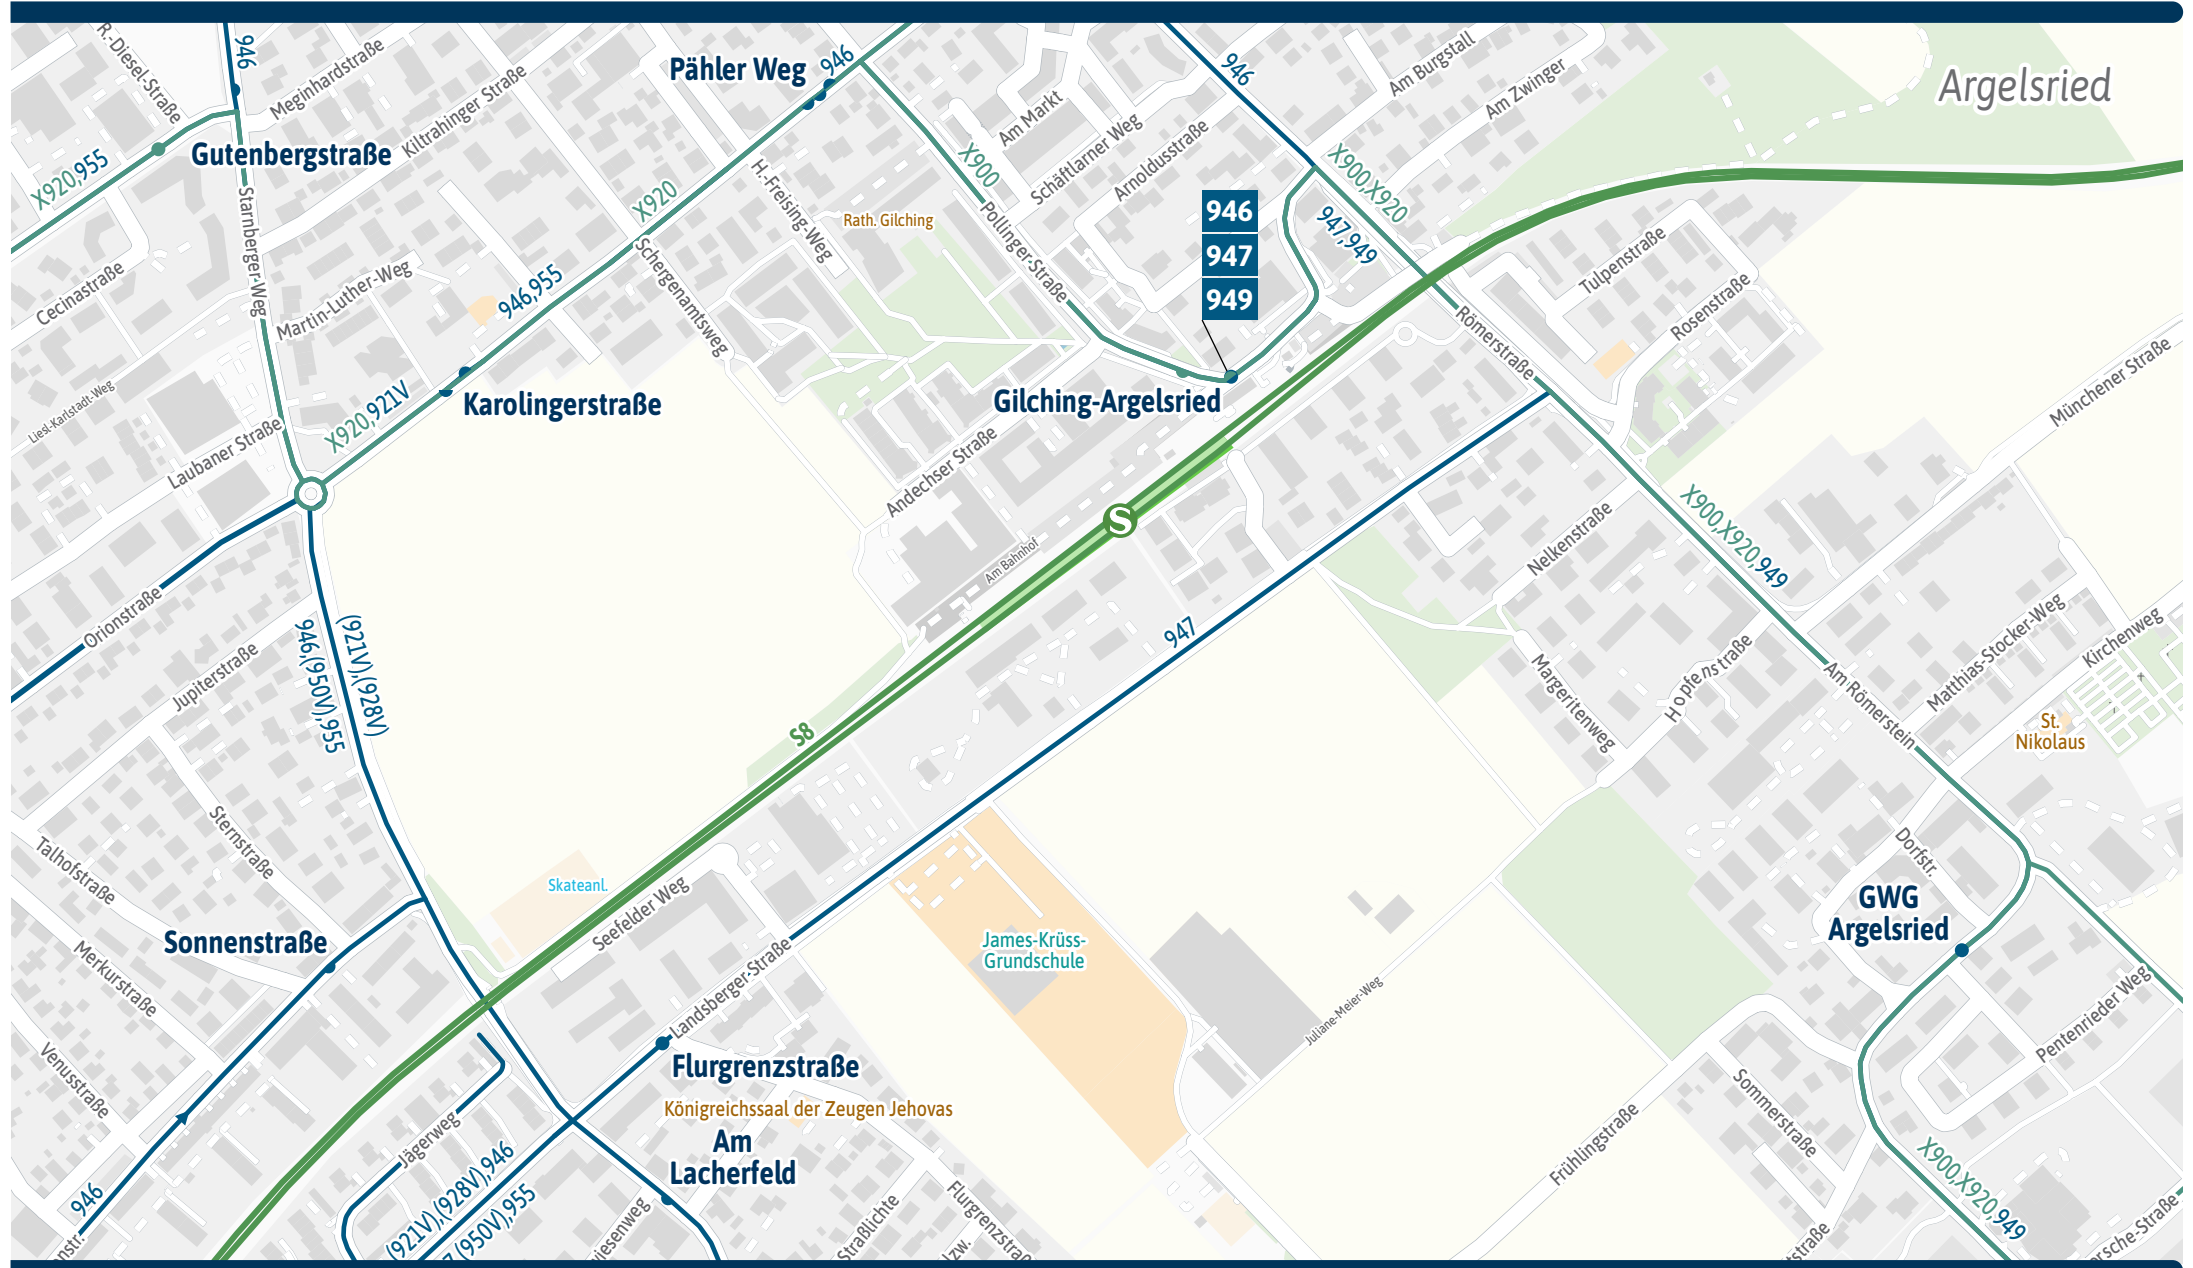 R.-Diesel-Straße
946
Meginhardstraße
Kiltrahinger Straße
Pähler Weg
946
946
Am Burgstall
Am Zwinger
Argelsried
Am Markt
Schäftlarner Weg
Arnoldusstraße
Gutenbergstraße
X920,955
X920
H.-Freising-Weg
X900
X900,X920
947,949
Rath. Gilching
946
947
949
Starnberger-Weg
Pollinger-Straße
Schergenamtsweg
Cecinastraße
Martin-Luther-Weg
946,955
Tulpenstraße
Rosenstraße
Römerstraße
Münchener Straße
Liesl-Karlstadt-Weg
Laubaner Straße
X920,921V
Karolingerstraße
Gilching-Argelsried
Andechser Straße
S
Am Bahnhof
Nelkenstraße
X900,X920,949
Orionstraße
Jupiterstraße
946,(950V),955
(921V),(928V)
947
Margeritenweg
Hopfenstraße
Am Römerstein
Matthias-Stocker-Weg
Kirchenweg
St.
Nikolaus
S8
Sternstraße
Talhofstraße
Skateanl.
Seefelder Weg
Dorfstr.
GWG
Argelsried
Sonnenstraße
Merkurstraße
James-Krüss-
Grundschule
Landsberger-Straße
Juliane-Meier-Weg
Pentenrieder Weg
Venusstraße
Flurgrenzstraße
Königreichssaal der Zeugen Jehovas
Am
Lacherfeld
Jägerweg
(921V),(928V),946
(950V),955
946
Flurgrenzstraß
Straßlichte
Sommerstraße
Frühlingstraße
X900,X920,949